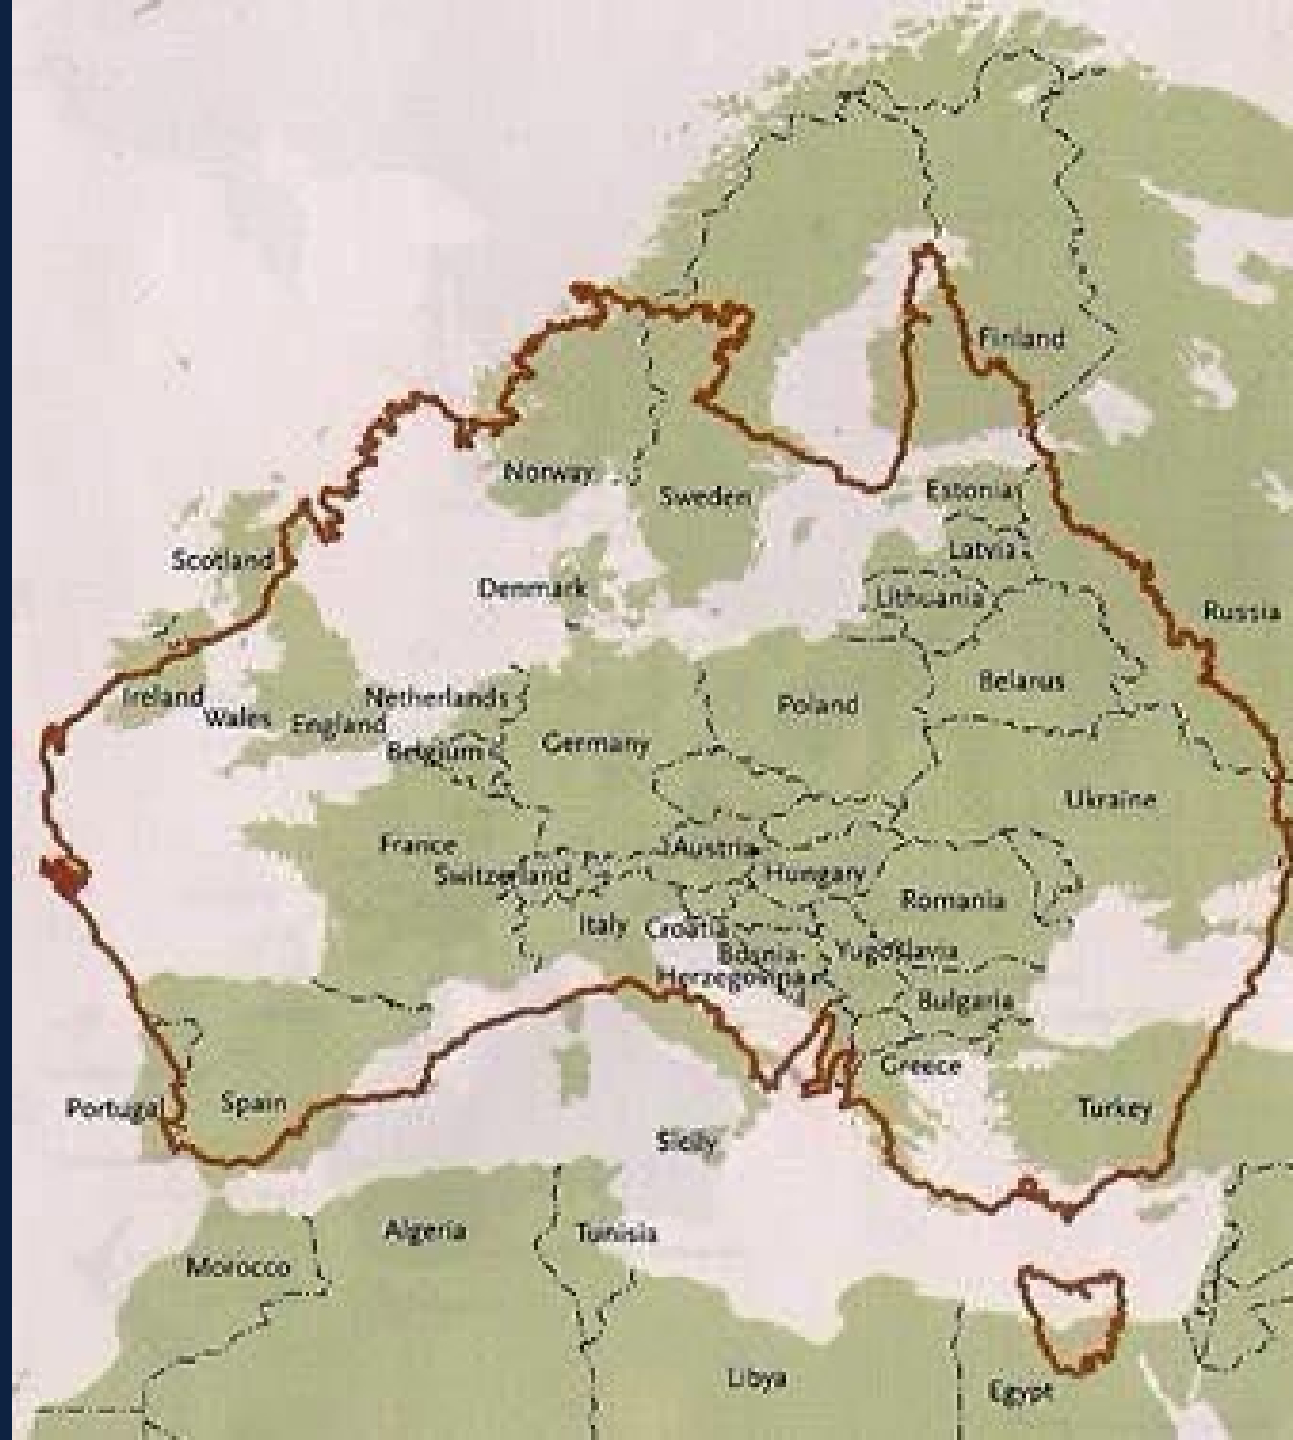 Finland
Norway
Sweden
Estonia
Scotland
Latvia
Denmark
Lithuania
Russia
Ireland
Netherlands
Belarus
Wales
England
Poland
Belgium
Germany
Ukraine
France
Austria
Switzerland
Hungary
Romania
Italy
Croatia
Bosnia-
Herzegovina
Yugoslavia
Bulgaria
Greece
Portugal
Spain
Turkey
Sicily
Algeria
Tunisia
Morocco
Libya
Egypt